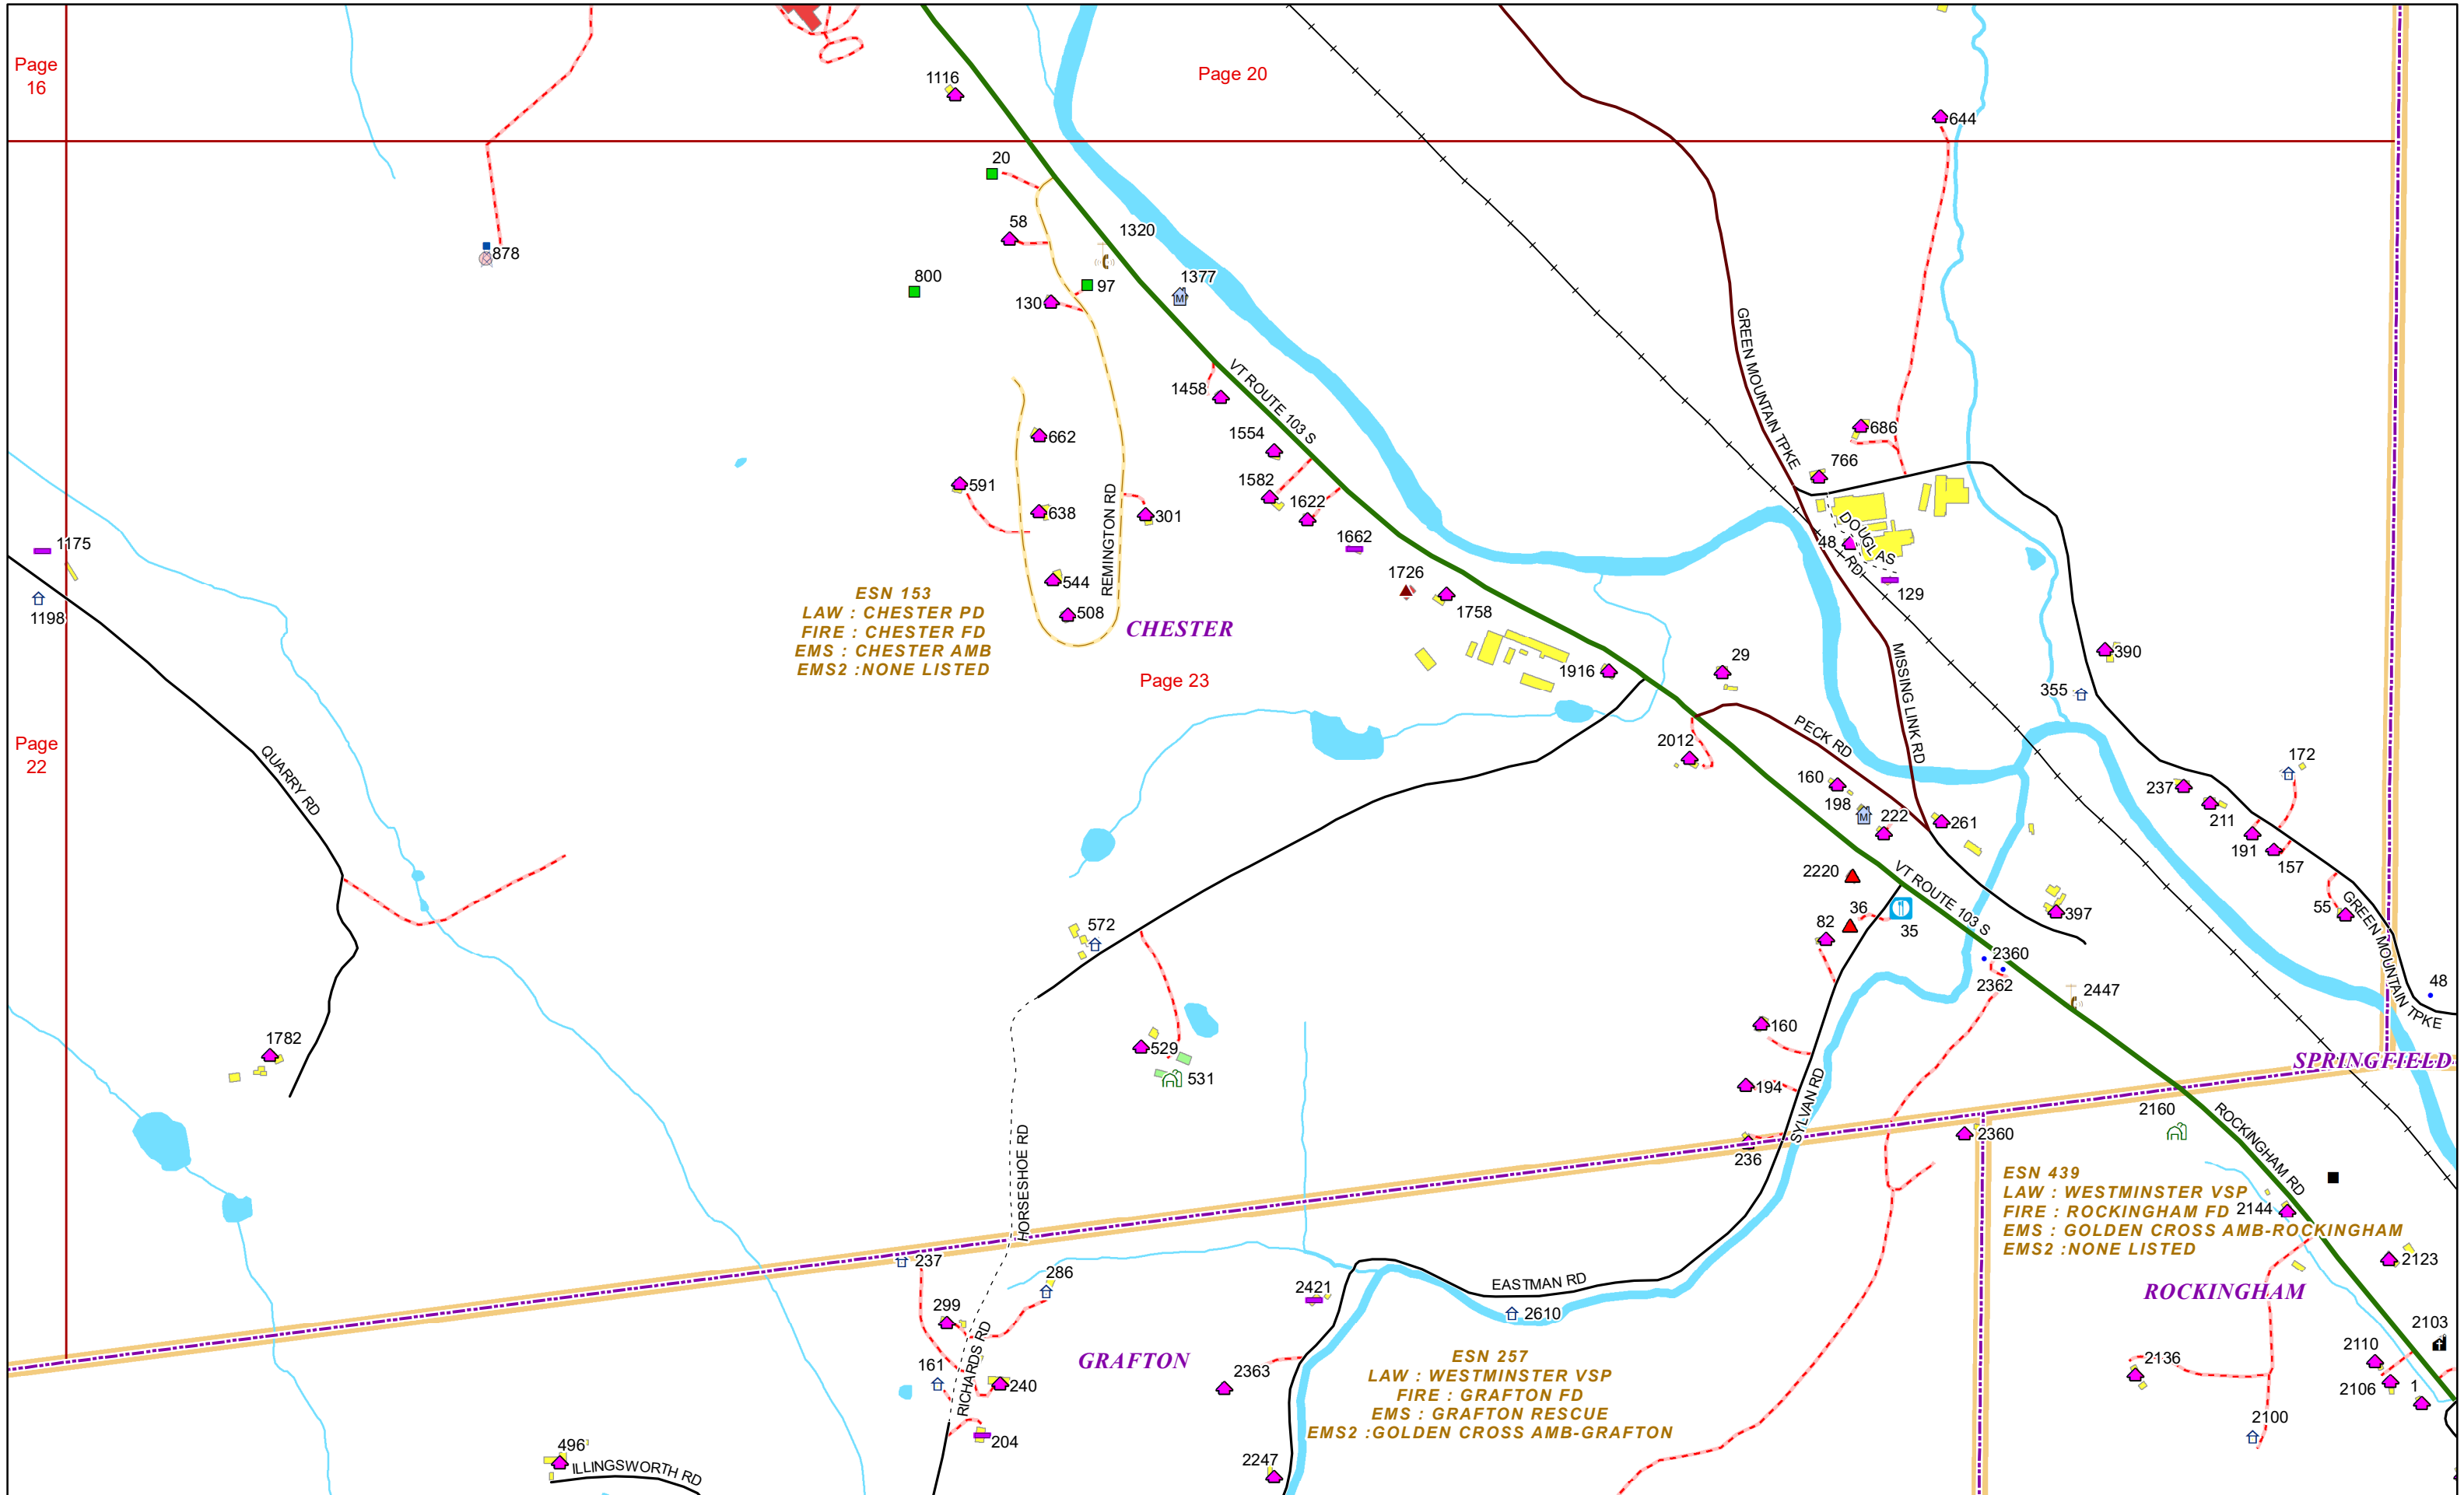 Page
16
Page 20
1116
644
20
58
1320
878
800
97
1377
130
GREEN MOUNTAIN TPKE
VT ROUTE 103 S
1458
662
1554
686
766
591
1582
1622
638
REMINGTON RD
301
DOUGLAS
RD
48
1175
1662
544
1726
129
ESN 153
LAW : CHESTER PD
FIRE : CHESTER FD
EMS : CHESTER AMB
EMS2 :NONE LISTED
508
1758
1198
CHESTER
MISSING LINK RD
390
29
1916
Page 23
355
Page
22
QUARRY RD
PECK RD
2012
172
160
237
198
222
261
211
191
157
2220
VT ROUTE 103 S
36
35
82
397
55
GREEN MOUNTAIN TPKE
572
2360
2362
2447
48
1782
160
529
531
194
SYLVAN RD
SPRINGFIELD
2160
ROCKINGHAM RD
HORSESHOE RD
236
2360
ESN 439
LAW : WESTMINSTER VSP
FIRE : ROCKINGHAM FD
EMS : GOLDEN CROSS AMB-ROCKINGHAM
EMS2 :NONE LISTED
2144
237
286
2123
2421
EASTMAN RD
2610
ROCKINGHAM
299
RICHARDS RD
2103
GRAFTON
ESN 257
LAW : WESTMINSTER VSP
FIRE : GRAFTON FD
EMS : GRAFTON RESCUE
EMS2 :GOLDEN CROSS AMB-GRAFTON
161
240
2363
2136
2110
2106
1
2100
204
496
ILLINGSWORTH RD
2247
M
M